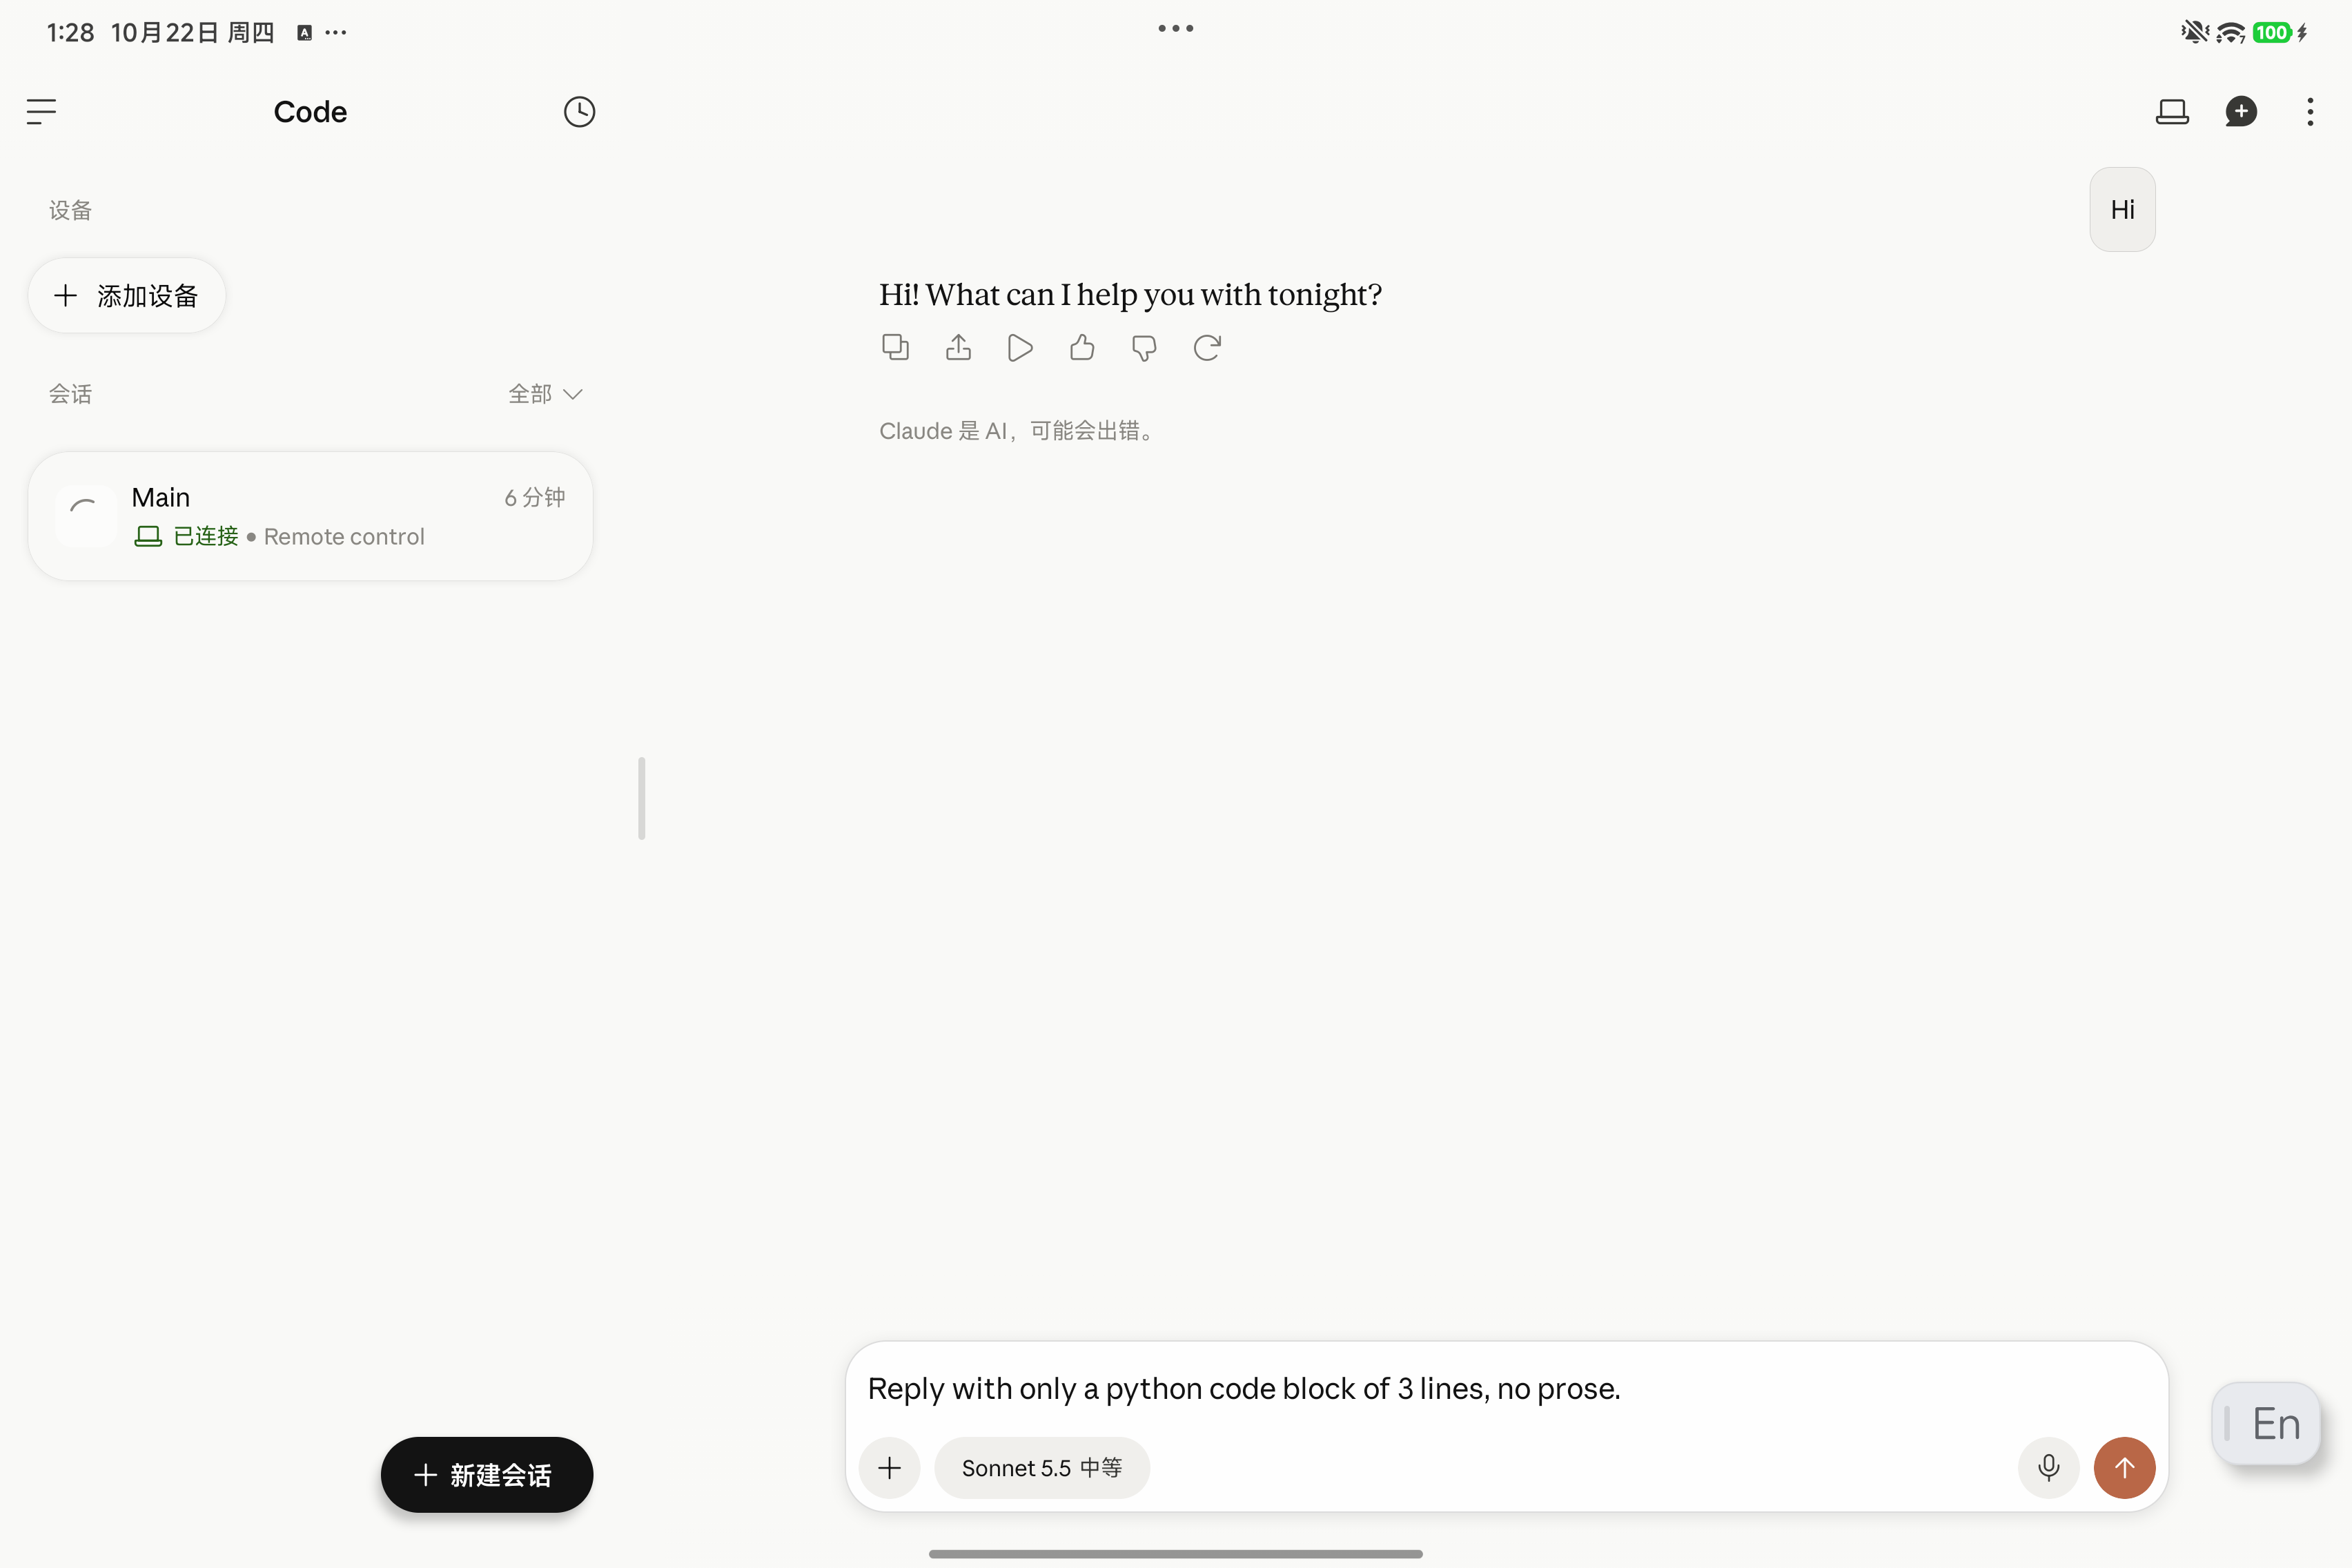 1:28 10月22日 周四 A ···
100
Code
设备
添加设备
会话
全部
Main
6 分钟
已连接 • Remote control
新建会话
Hi
Hi! What can I help you with tonight?
Claude 是 AI，可能会出错。
Reply with only a python code block of 3 lines, no prose.
Sonnet 5.5 中等
En